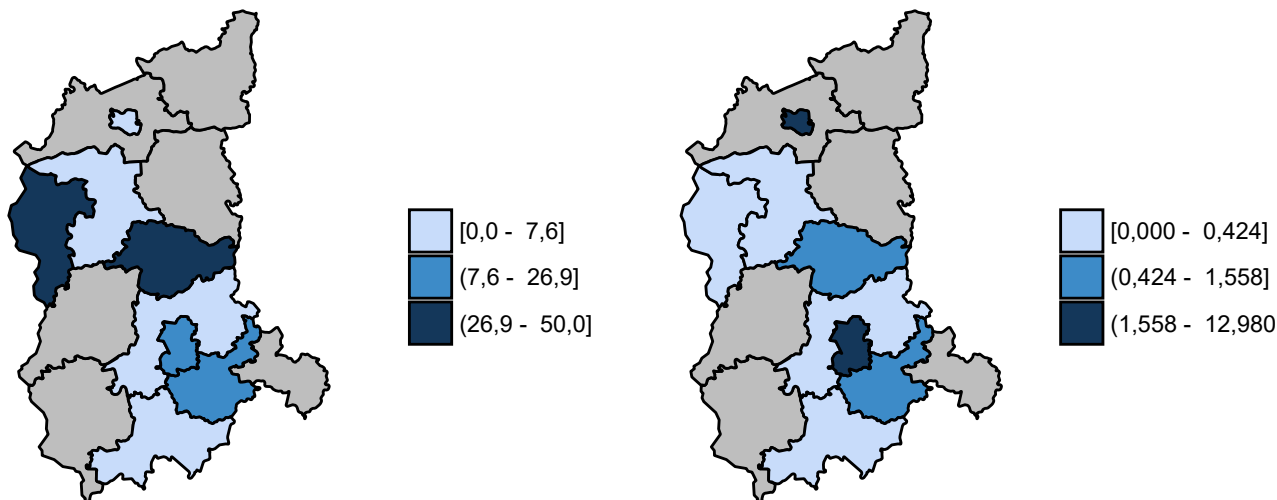 [0,0 - 7,6]
(7,6 - 26,9]
(26,9 - 50,0]
[0,000 - 0,424]
(0,424 - 1,558]
(1,558 - 12,980